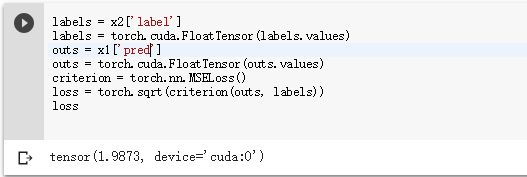 labels = x2['label']
labels = torch.cuda.FloatTensor(labels.values)
outs = x1['pred']
outs = torch.cuda.FloatTensor(outs.values)
criterion = torch.nn.MSELoss()
loss = torch.sqrt(criterion(outs, labels))
loss
tensor(1.9873, device='cuda:0')